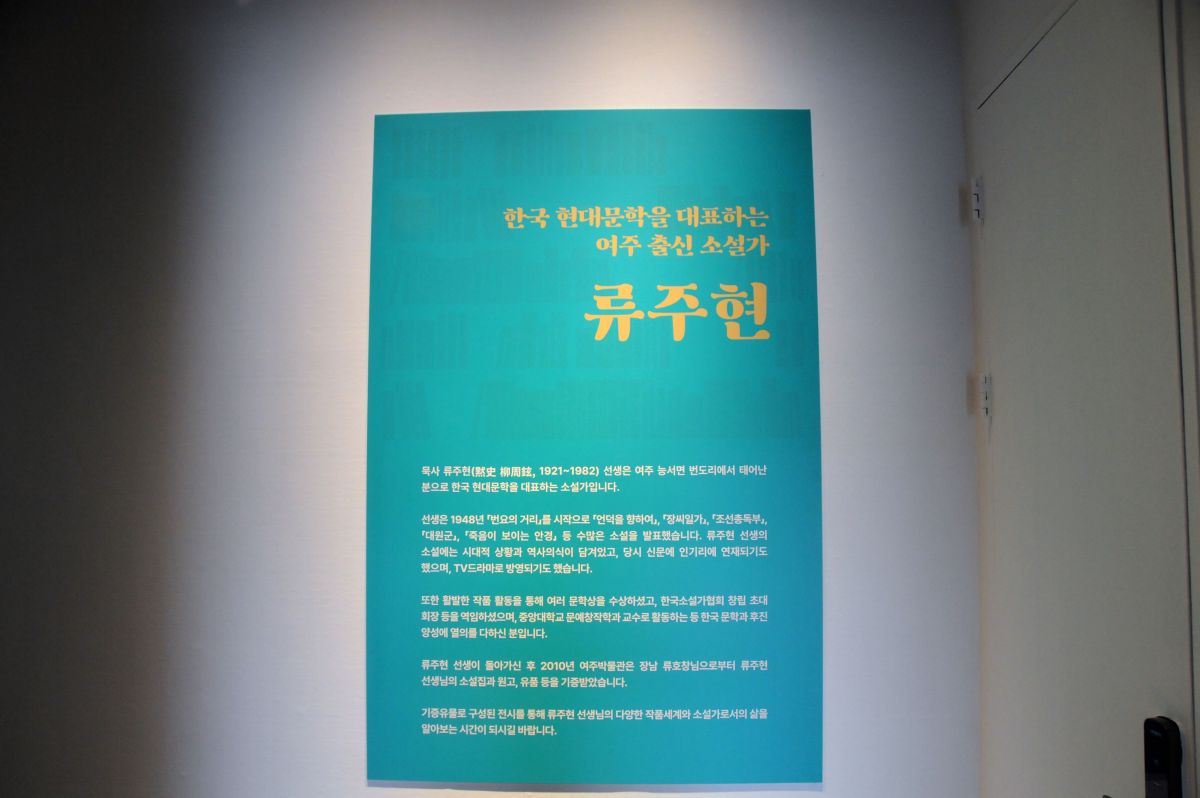 한국 현대문학을 대표하는
여주 출신 소설가
류주현
묵사 류주현(黙史 柳周鉉, 1921~1982) 선생은 여주 능서면 번도리에서 태어난
분으로 한국 현대문학을 대표하는 소설가입니다.
선생은 1948년 『번요의 거리』를 시작으로 『언덕을 향하여』, 『장씨일가』, 『조선총독부』,
『대원군』, 『죽음이 보이는 안경』 등 수많은 소설을 발표했습니다. 류주현 선생의
소설에는 시대적 상황과 역사의식이 담겨있고, 당시 신문에 인기리에 연재되기도
했으며, TV드라마로 방영되기도 했습니다.
또한 활발한 작품 활동을 통해 여러 문학상을 수상하셨고, 한국소설가협회 창립 초대
회장 등을 역임하셨으며, 중앙대학교 문예창작학과 교수로 활동하는 등 한국 문학과 후진
양성에 열의를 다하신 분입니다.
류주현 선생이 돌아가신 후 2010년 여주박물관은 장남 류호창님으로부터 류주현
선생님의 소설집과 원고, 유품 등을 기증받았습니다.
기증유물로 구성된 전시를 통해 류주현 선생님의 다양한 작품세계와 소설가로서의 삶을
알아보는 시간이 되시길 바랍니다.